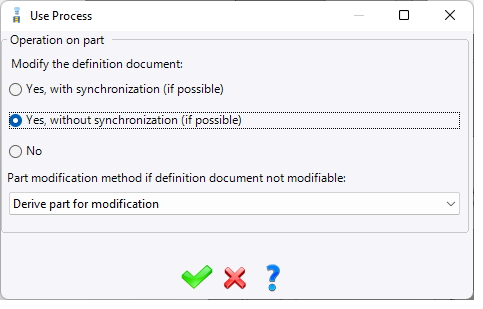 Use Process
Operation on part
Modify the definition document:
Yes, with synchronization (if possible)
Yes, without synchronization (if possible)
No
Part modification method if definition document not modifiable:
Derive part for modification